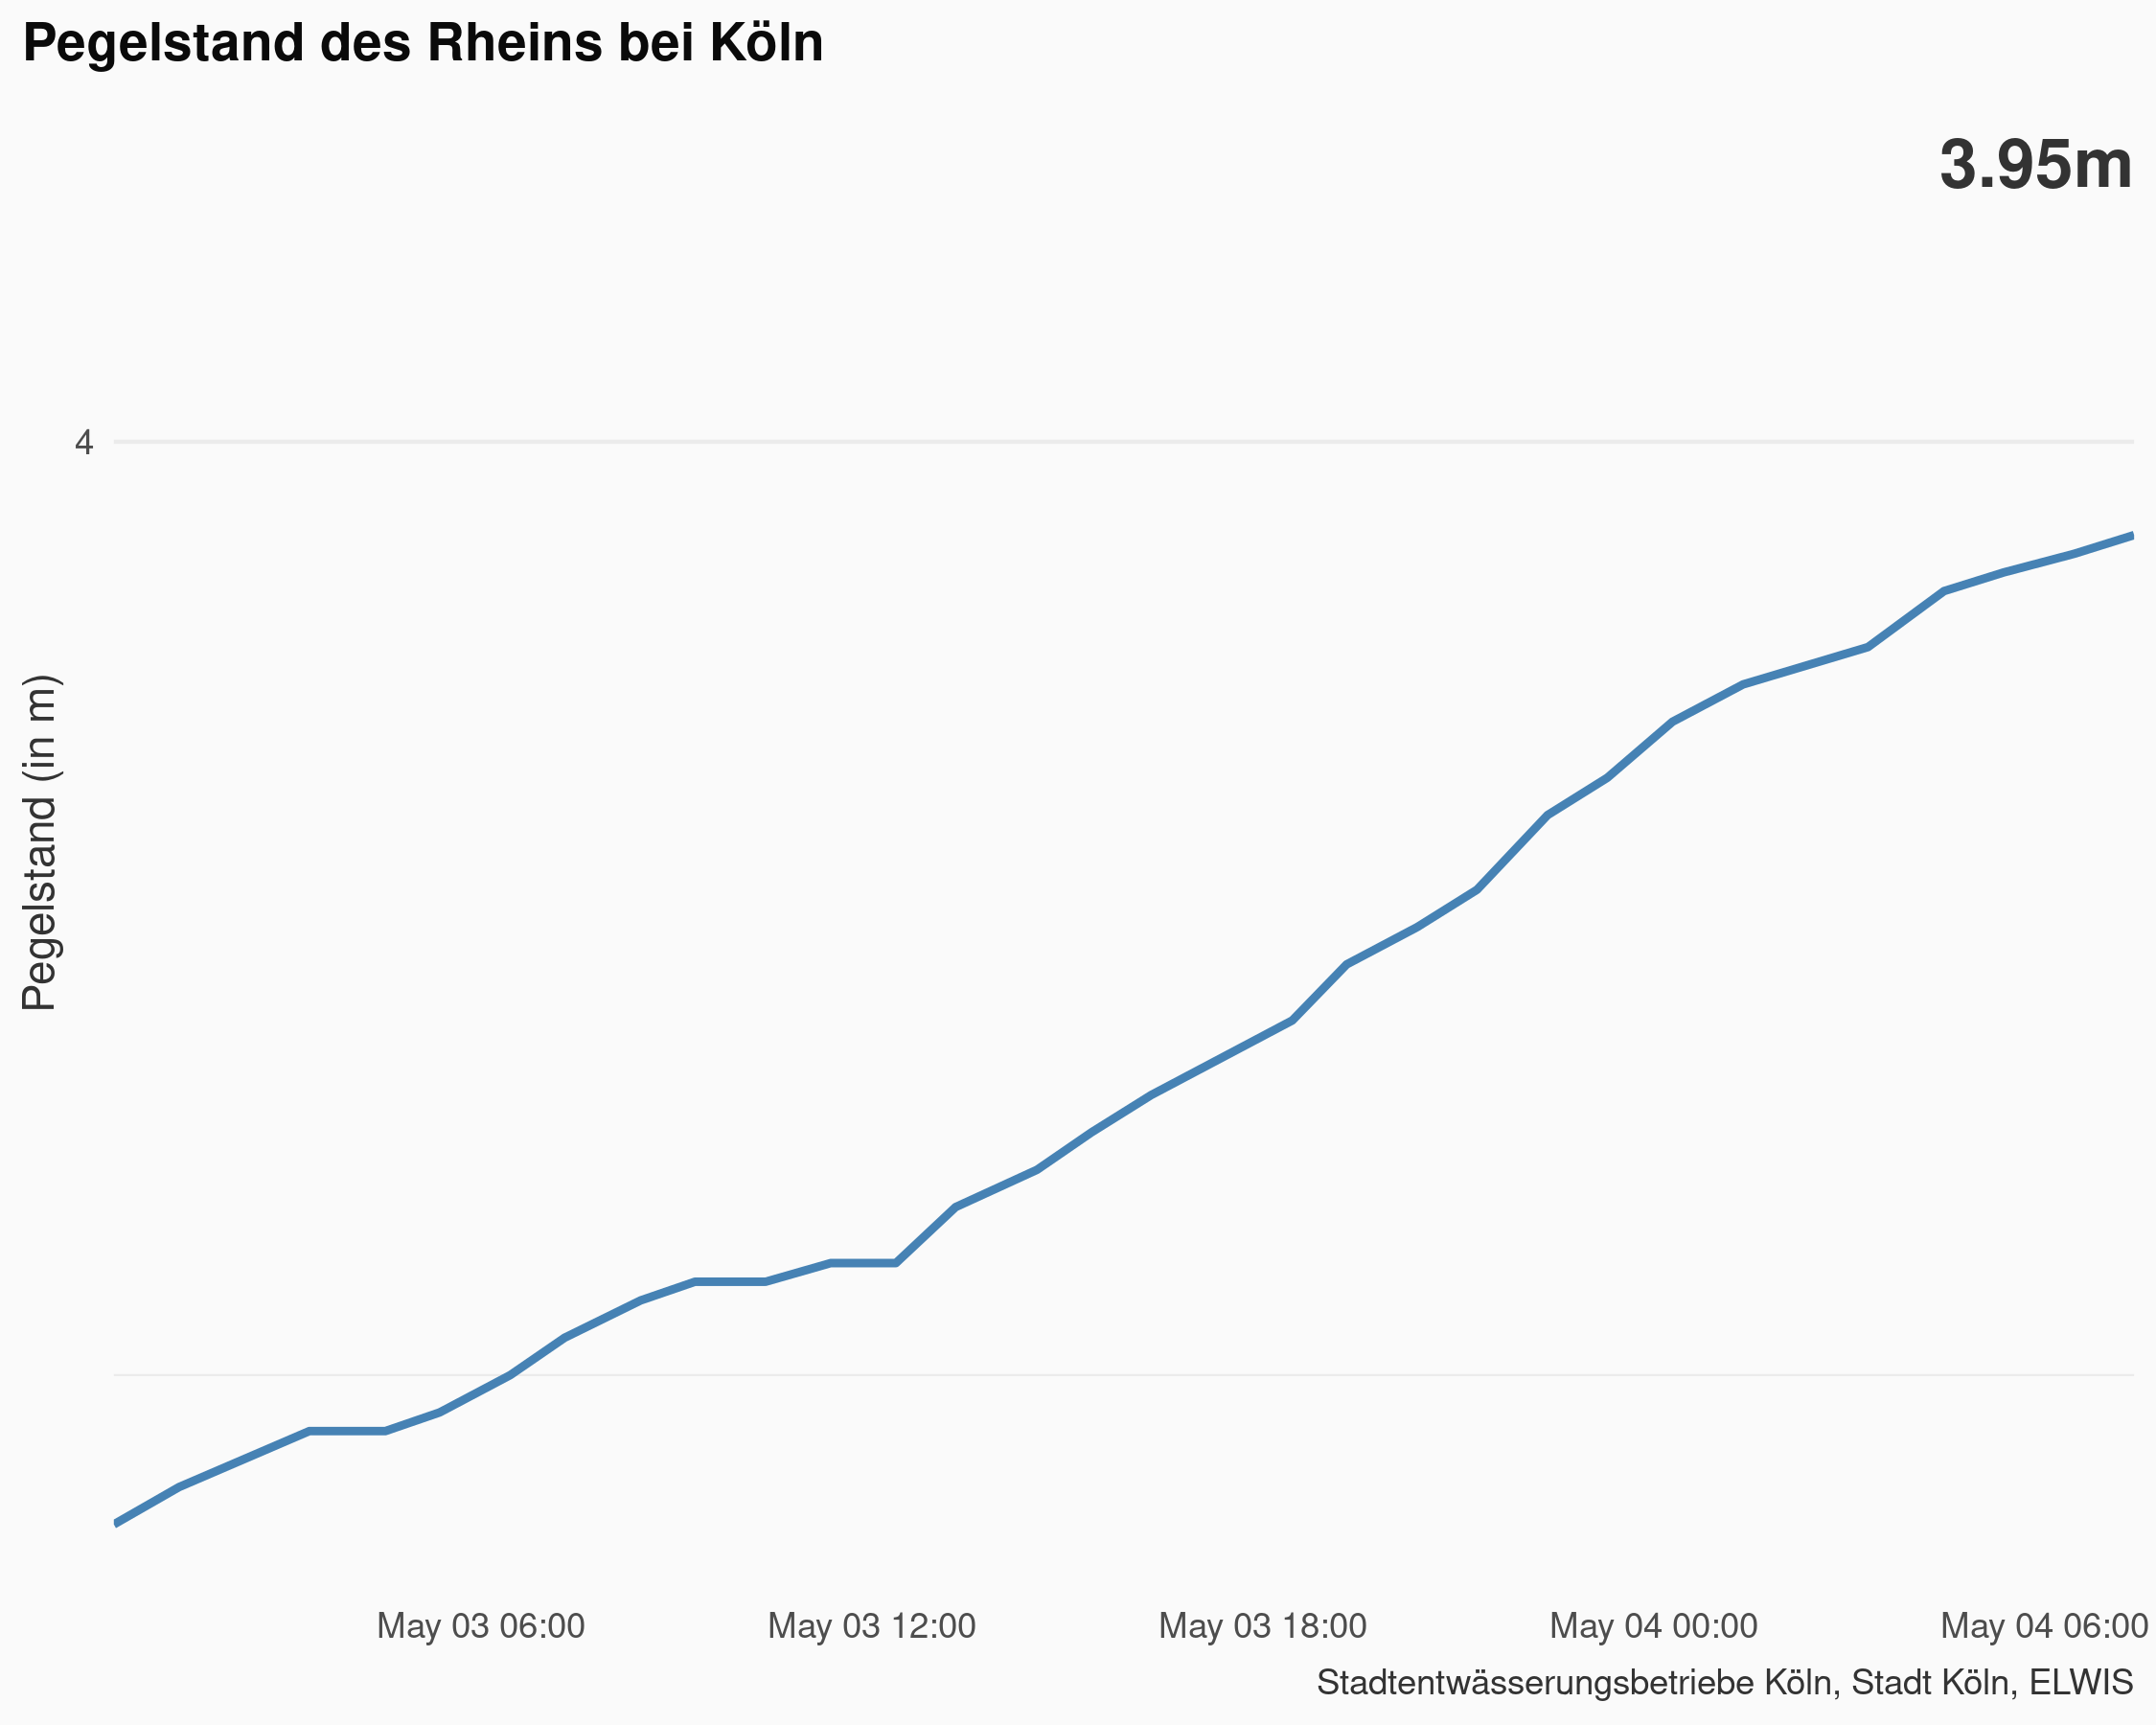 Pegelstand des Rheins bei Köln
3.95m
4
Pegelstand (in m)
May 03 06:00
May 03 12:00
May 03 18:00
May 04 00:00
May 04 06:00
Stadtentwässerungsbetriebe Köln, Stadt Köln, ELWIS